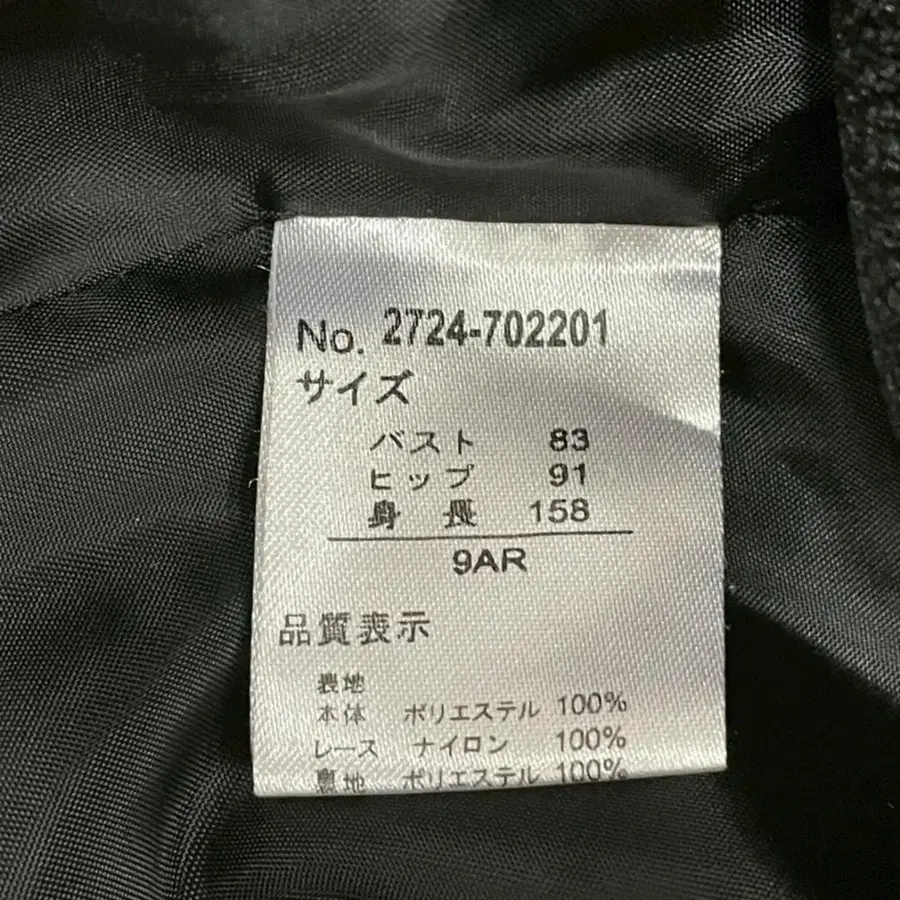 No. 2724-702201
サイズ
バスト 83
ヒップ 91
身長 158
9AR
品質表示
表地
本体 ポリエステル 100%
レース ナイロン 100%
裏地 ポリエステル 100%